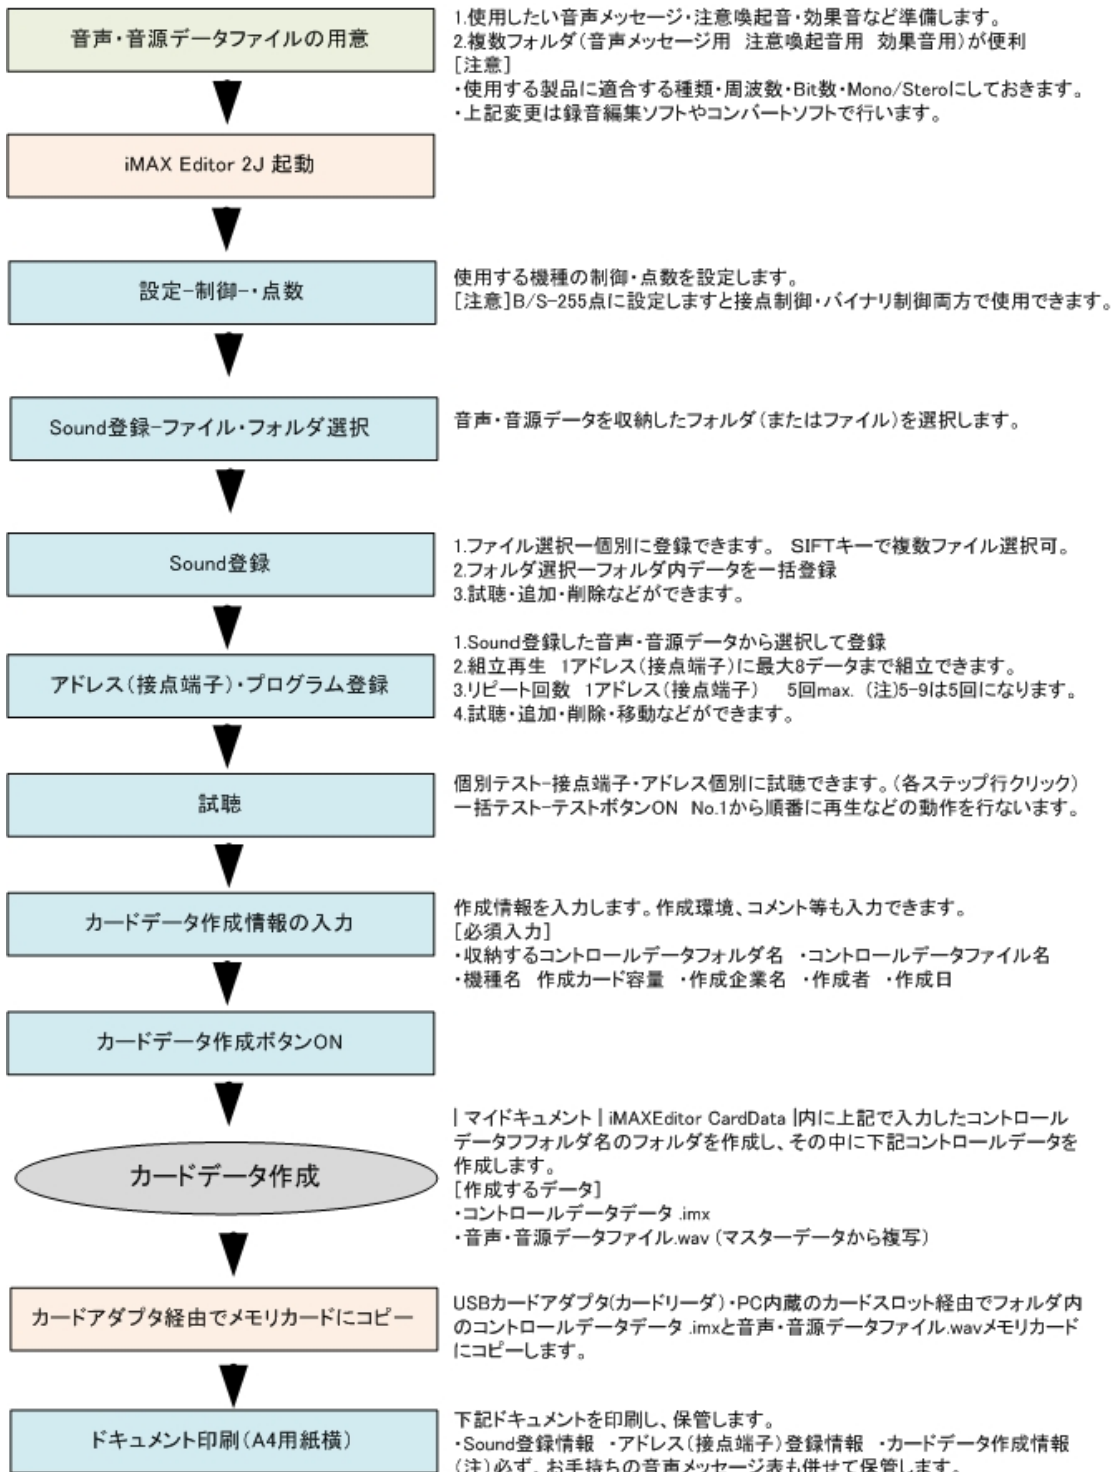 音声・音源データファイルの用意
1.使用したい音声メッセージ・注意喚起音・効果音など準備します。
2.複数フォルダ(音声メッセージ用 注意喚起音用 効果音用)が便利
[注意]
・使用する製品に適合する種類・周波数・Bit数・Mono/Steroにしておきます。
・上記変更は録音編集ソフトやコンバートソフトで行います。
iMAX Editor 2J 起動
設定-制御-・点数
使用する機種の制御・点数を設定します。
[注意]B/S-255点に設定しますと接点制御・バイナリ制御両方で使用できます。
Sound登録-ファイル・フォルダ選択
音声・音源データを収納したフォルダ(またはファイル)を選択します。
Sound登録
1.ファイル選択ー個別に登録できます。 SIFTキーで複数ファイル選択可。
2.フォルダ選択ーフォルダ内データを一括登録
3.試聴・追加・削除などができます。
アドレス(接点端子)・プログラム登録
1.Sound登録した音声・音源データから選択して登録
2.組立再生 1アドレス(接点端子)に最大8データまで組立できます。
3.リピート回数 1アドレス(接点端子) 5回max. (注)5-9は5回になります。
4.試聴・追加・削除・移動などができます。
試聴
個別テスト-接点端子・アドレス個別に試聴できます。(各ステップ行クリック)
一括テスト-テストボタンON No.1から順番に再生などの動作を行ないます。
カードデータ作成情報の入力
作成情報を入力します。作成環境、コメント等も入力できます。
[必須入力]
・収納するコントロールデータフォルダ名 ・コントロールデータファイル名
・機種名 作成カード容量 ・作成企業名 ・作成者 ・作成日
カードデータ作成ボタンON
カードデータ作成
| マイドキュメント | iMAXEditor CardData |内に上記で入力したコントロール
データフフォルダ名のフォルダを作成し、その中に下記コントロールデータを
作成します。
[作成するデータ]
・コントロールデータデータ .imx
・音声・音源データファイル.wav (マスターデータから複写)
カードアダプタ経由でメモリカードにコピー
USBカードアダプタ(カードリーダ)・PC内蔵のカードスロット経由でフォルダ内
のコントロールデータデータ .imxと音声・音源データファイル.wavメモリカード
にコピーします。
ドキュメント印刷(A4用紙横)
下記ドキュメントを印刷し、保管します。
・Sound登録情報 ・アドレス(接点端子)登録情報 ・カードデータ作成情報
(注)必ず、お手持ちの音声メッセージ表も併せて保管します。